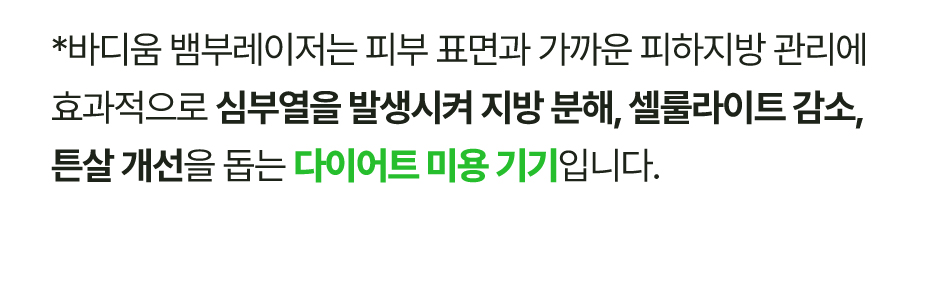 *바디움 뱀부레이저는 피부 표면과 가까운 피하지방 관리에
효과적으로 심부열을 발생시켜 지방 분해, 셀룰라이트 감소,
튼살 개선을 돕는 다이어트 미용 기기입니다.